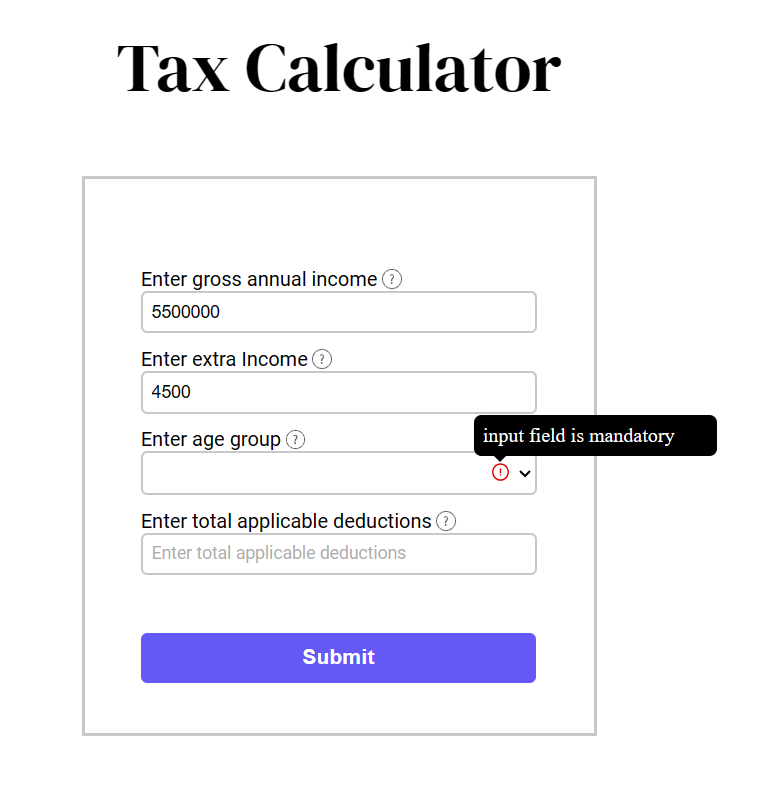 Tax Calculator
Enter gross annual income ?
5500000
Enter extra Income ?
4500
input field is mandatory
Enter age group ?
!
Enter total applicable deductions ?
Enter total applicable deductions
Submit